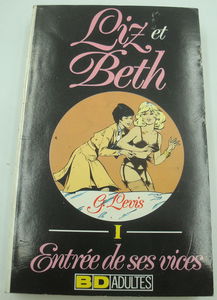 Liz et
Beth
G. Levis
I
Entrée de ses vices
BD ADULTES